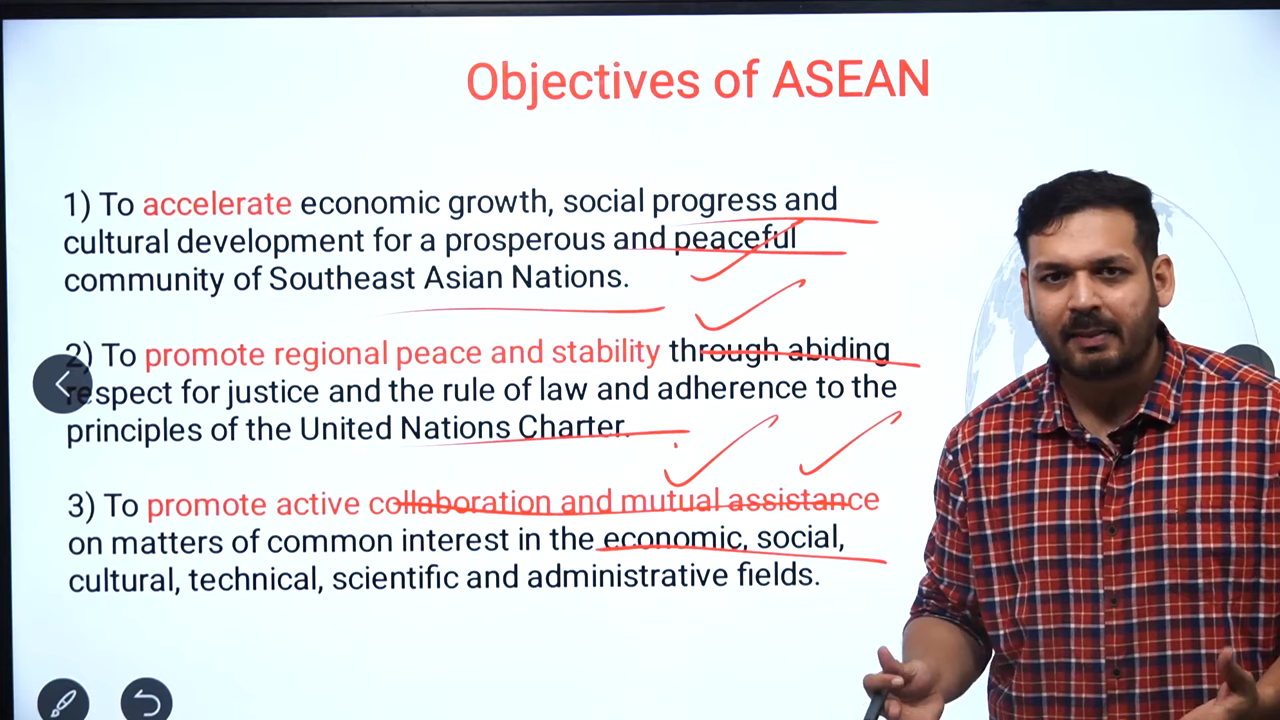 Objectives of ASEAN
1) To accelerate economic growth, social progress and
cultural development for a prosperous and peaceful
community of Southeast Asian Nations.
2) To promote regional peace and stability through abiding
respect for justice and the rule of law and adherence to the
principles of the United Nations Charter.
3) To promote active collaboration and mutual assistance
on matters of common interest in the economic, social,
cultural, technical, scientific and administrative fields.